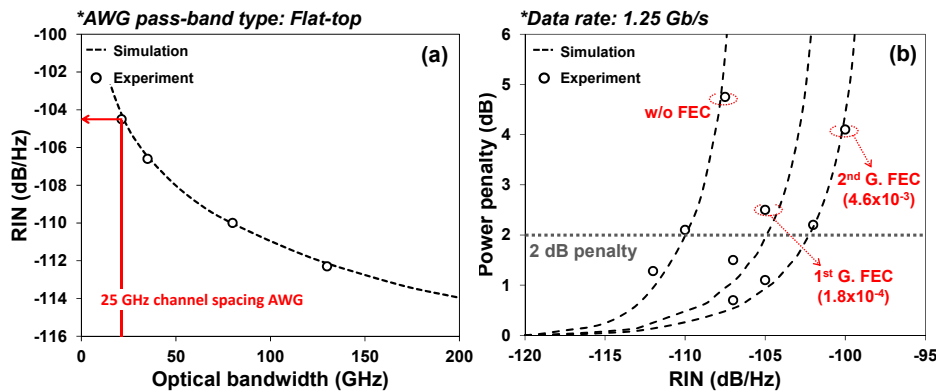 *AWG pass-band type: Flat-top
-100
-102
-104
-106
-108
-110
-112
-114
-116
RIN (dB/Hz)
Simulation
Experiment
(a)
25 GHz channel spacing AWG
0
50
100
150
200
Optical bandwidth (GHz)
*Data rate: 1.25 Gb/s
6
5
4
3
2
1
0
Power penalty (dB)
Simulation
Experiment
(b)
w/o FEC
2nd G. FEC
(4.6x10-3)
2 dB penalty
1st G. FEC
(1.8x10-4)
-120
-115
-110
-105
-100
-95
RIN (dB/Hz)